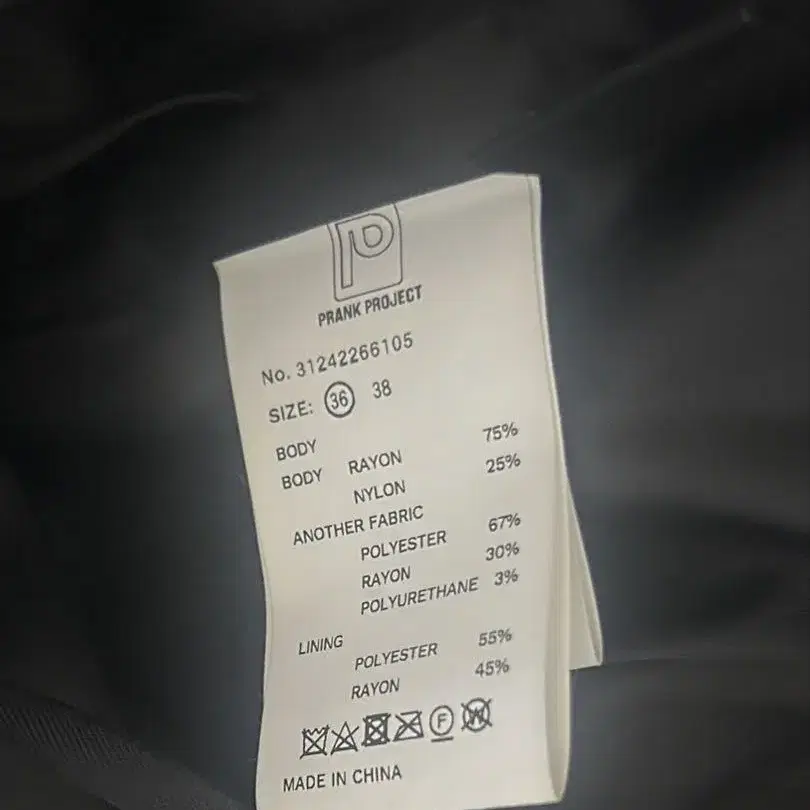 P
PRANK PROJECT
No. 31242266105
SIZE: 36 38
BODY
BODY RAYON 75%
NYLON 25%
ANOTHER FABRIC
POLYESTER 67%
RAYON 30%
POLYURETHANE 3%
LINING
POLYESTER 55%
RAYON 45%
F W
MADE IN CHINA